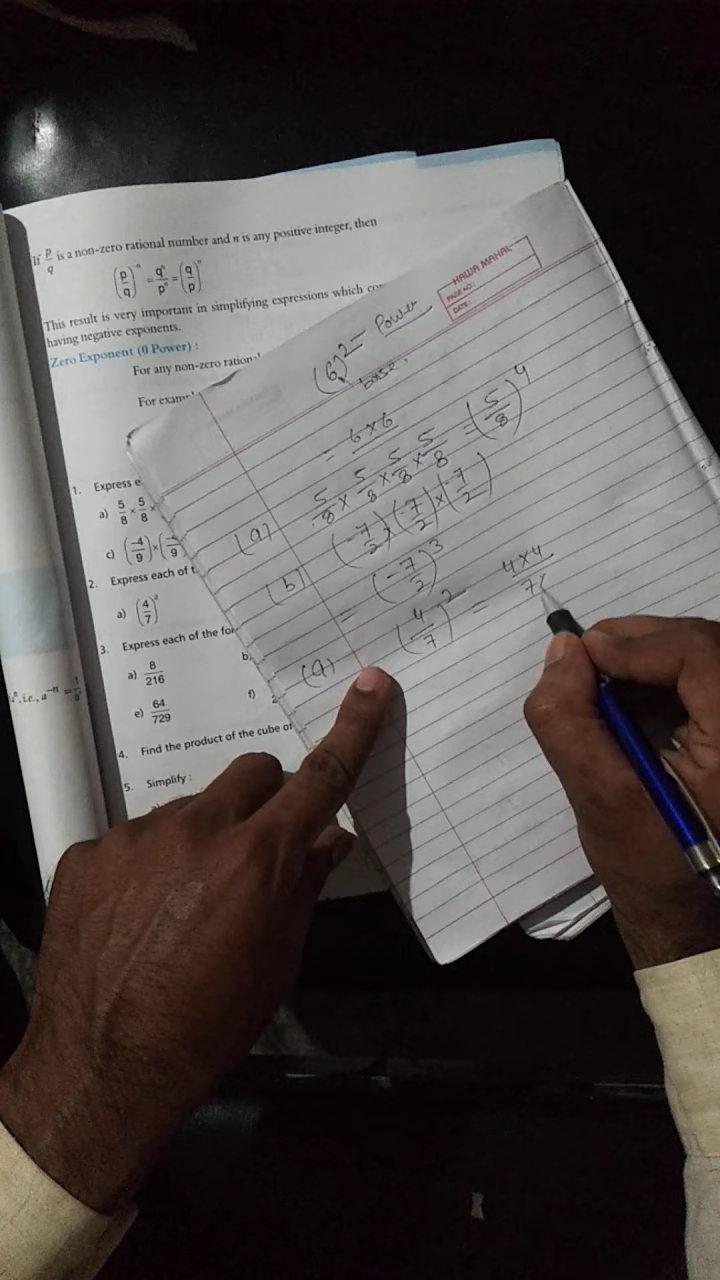 If p/q is a non-zero rational number and n is any positive integer, then
(p/q)⁻ⁿ = qⁿ/pⁿ = (q/p)ⁿ
This result is very important in simplifying expressions which
having negative exponents.
Zero Exponent (0 Power) :
For any non-zero
For
1. Express
a) 5/8 × 5/8 ×
c) (-4/9) × (
2. Express each of
a) (4/7)²
3. Express each of the
a) 8/216
b.
e) 64/729
f)
4. Find the product of the cube of
5. Simplify :
i.e., a⁻ⁿ = 1/
HAWA MAHAL
PAGE NO.:
DATE:
(6)² = Power
base.
= 6×6
(a) 5/8 × 5/8 × 5/8 × 5/8 = (5/8)⁴
(b) (-7/2) × (-7/2) × (-7/2)
= (-7/2)³
(a) (4/7)² = 4×4/7